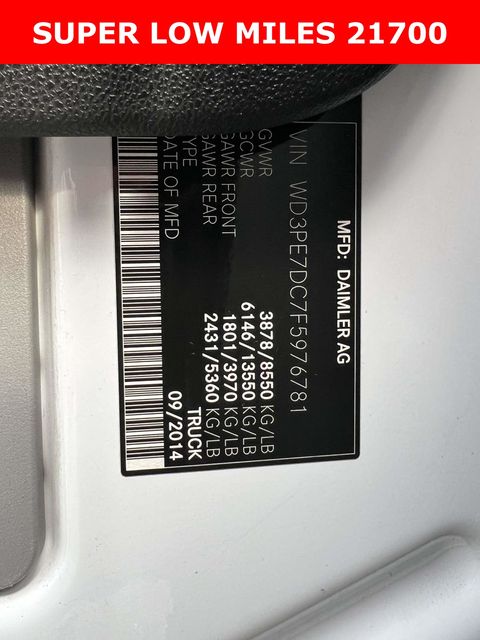 SUPER LOW MILES 21700
MFD: DAIMLER AG
VIN WD3PE7DC7F5976781
GMWR 3878/8550 KG/LB
GCWR 6146/13550 KG/LB
GAWR FRONT 1801/3970 KG/LB
GAWR REAR 2431/5360 KG/LB
TYPE TRUCK
DATE OF MFD 09/2014